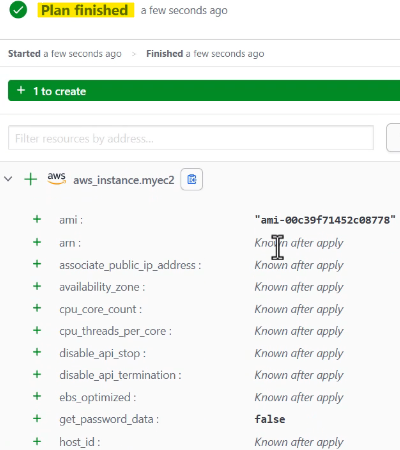 Plan finished a few seconds ago
Started a few seconds ago > Finished a few seconds ago
+ 1 to create
Filter resources by address...
+ aws aws_instance.myec2
+ ami : "ami-00c39f71452c08778"
+ arn : Known after apply
+ associate_public_ip_address : Known after apply
+ availability_zone : Known after apply
+ cpu_core_count : Known after apply
+ cpu_threads_per_core : Known after apply
+ disable_api_stop : Known after apply
+ disable_api_termination : Known after apply
+ ebs_optimized : Known after apply
+ get_password_data : false
+ host_id : Known after apply